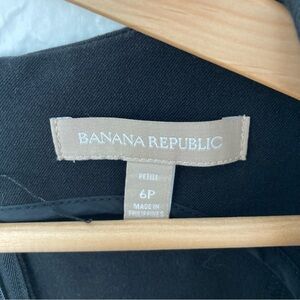 BANANA REPUBLIC
PETITE
6P
MADE IN
PHILIPPINES